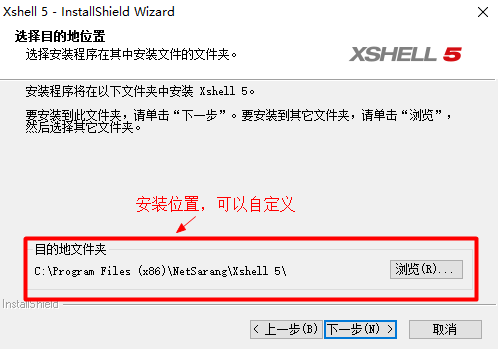 Xshell 5 - InstallShield Wizard
选择目的地位置
选择安装程序在其中安装文件的文件夹。
XSHELL 5
安装程序将在以下文件夹中安装 Xshell 5。
要安装到此文件夹，请单击“下一步”。要安装到其它文件夹，请单击“浏览”，
然后选择其它文件夹。
安装位置，可以自定义
目的地文件夹
C:\Program Files (x86)\NetSarang\Xshell 5\
浏览(R)...
InstallShield
< 上一步(B)
下一步(N) >
取消